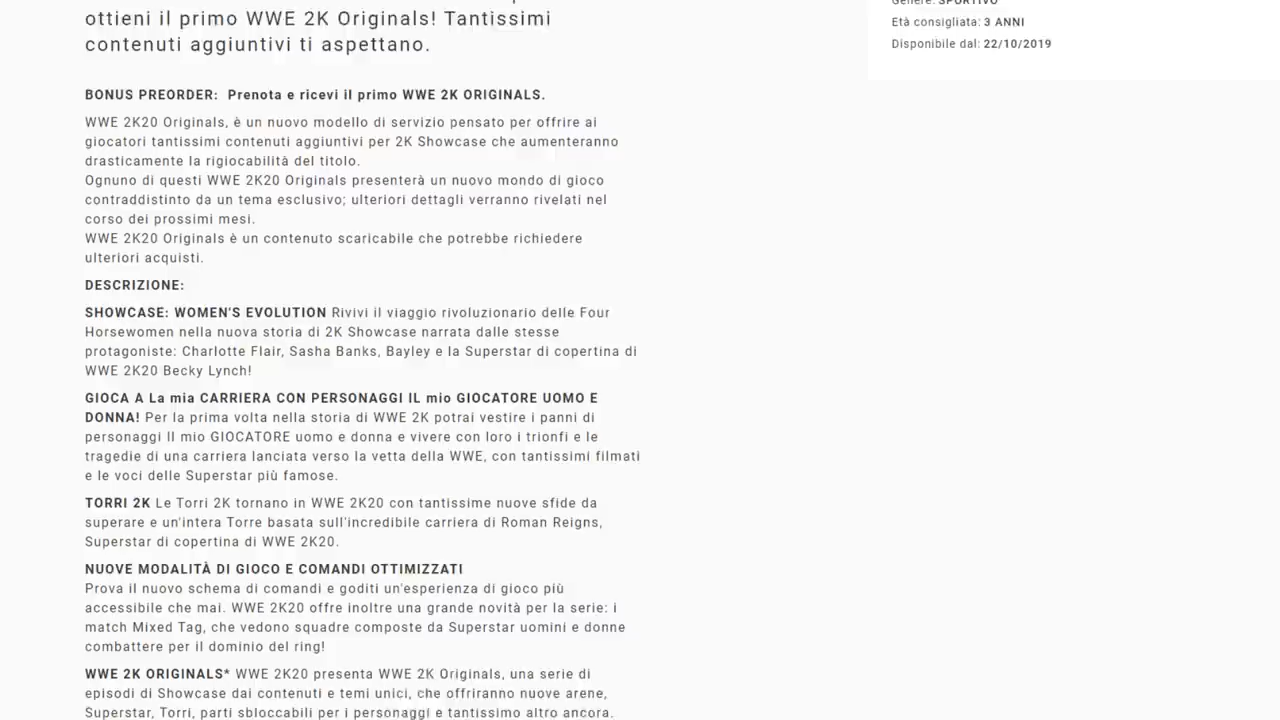 ottieni il primo WWE 2K Originals! Tantissimi
contenuti aggiuntivi ti aspettano.
BONUS PREORDER:  Prenota e ricevi il primo WWE 2K ORIGINALS.
WWE 2K20 Originals, è un nuovo modello di servizio pensato per offrire ai
giocatori tantissimi contenuti aggiuntivi per 2K Showcase che aumenteranno
drasticamente la rigiocabilità del titolo.
Ognuno di questi WWE 2K20 Originals presenterà un nuovo mondo di gioco
contraddistinto da un tema esclusivo; ulteriori dettagli verranno rivelati nel
corso dei prossimi mesi.
WWE 2K20 Originals è un contenuto scaricabile che potrebbe richiedere
ulteriori acquisti.
DESCRIZIONE:
SHOWCASE: WOMEN'S EVOLUTION Rivivi il viaggio rivoluzionario delle Four
Horsewomen nella nuova storia di 2K Showcase narrata dalle stesse
protagoniste: Charlotte Flair, Sasha Banks, Bayley e la Superstar di copertina di
WWE 2K20 Becky Lynch!
GIOCA A La mia CARRIERA CON PERSONAGGI IL mio GIOCATORE UOMO E
DONNA! Per la prima volta nella storia di WWE 2K potrai vestire i panni di
personaggi Il mio GIOCATORE uomo e donna e vivere con loro i trionfi e le
tragedie di una carriera lanciata verso la vetta della WWE, con tantissimi filmati
e le voci delle Superstar più famose.
TORRI 2K Le Torri 2K tornano in WWE 2K20 con tantissime nuove sfide da
superare e un'intera Torre basata sull'incredibile carriera di Roman Reigns,
Superstar di copertina di WWE 2K20.
NUOVE MODALITÀ DI GIOCO E COMANDI OTTIMIZZATI
Prova il nuovo schema di comandi e goditi un'esperienza di gioco più
accessibile che mai. WWE 2K20 offre inoltre una grande novità per la serie: i
match Mixed Tag, che vedono squadre composte da Superstar uomini e donne
combattere per il dominio del ring!
WWE 2K ORIGINALS* WWE 2K20 presenta WWE 2K Originals, una serie di
episodi di Showcase dai contenuti e temi unici, che offriranno nuove arene,
Superstar, Torri, parti sbloccabili per i personaggi e tantissimo altro ancora.
Genere: SPORTIVO
Età consigliata: 3 ANNI
Disponibile dal: 22/10/2019